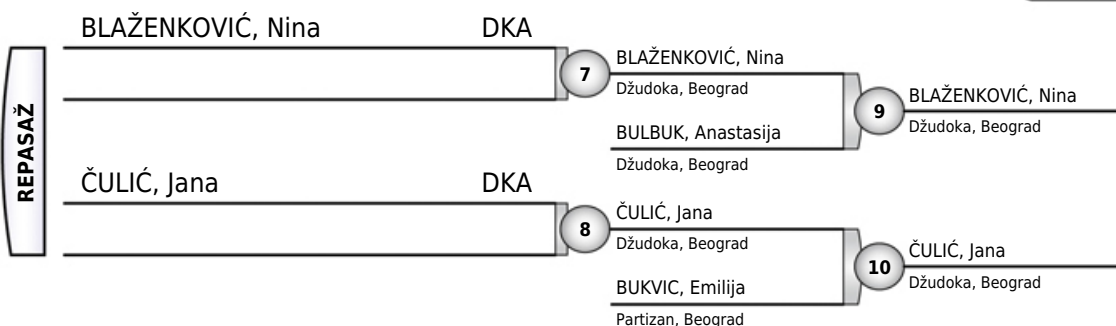 REPASAŽ
BLAŽENKOVIĆ, Nina DKA
ČULIĆ, Jana DKA
7
BLAŽENKOVIĆ, Nina
Džudoka, Beograd
BULBUK, Anastasija
Džudoka, Beograd
8
ČULIĆ, Jana
Džudoka, Beograd
BUKVIC, Emilija
Partizan, Beograd
9
BLAŽENKOVIĆ, Nina
Džudoka, Beograd
10
ČULIĆ, Jana
Džudoka, Beograd